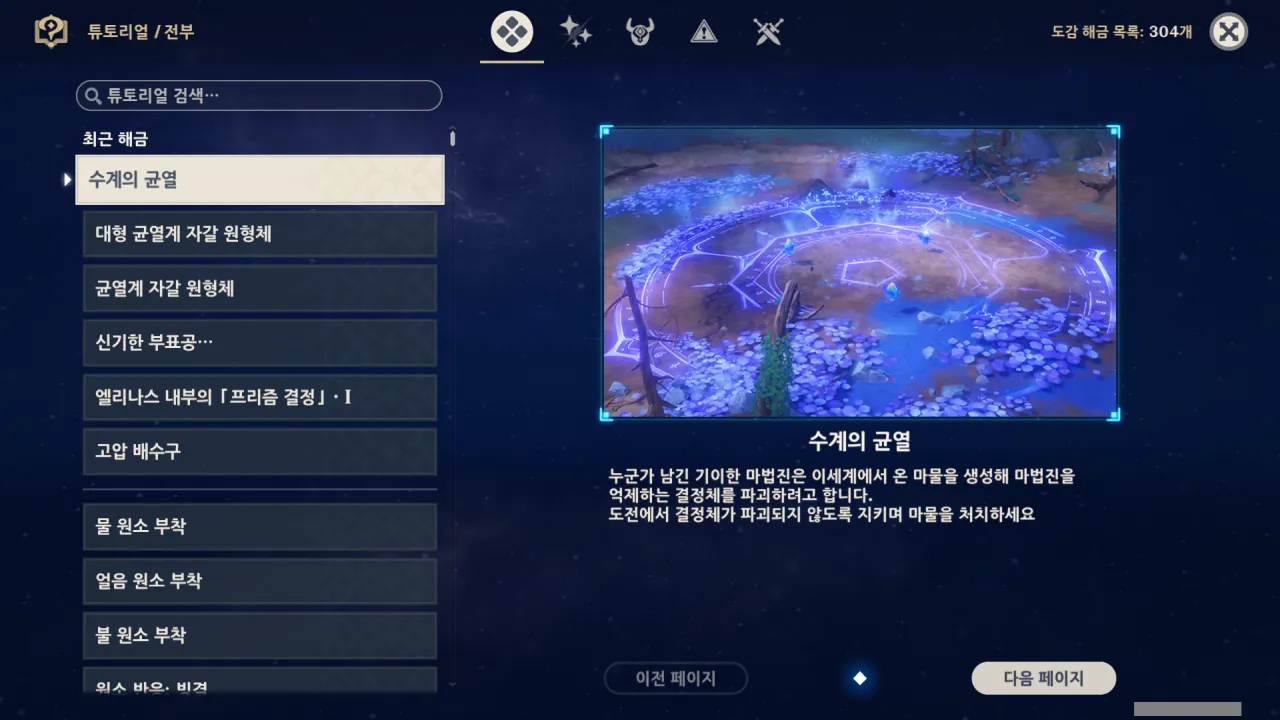 튜토리얼 / 전부
도감 해금 목록: 304개
튜토리얼 검색…
최근 해금
수계의 균열
대형 균열계 자갈 원형체
균열계 자갈 원형체
신기한 부표공…
엘리나스 내부의 「프리즘 결정」 · I
고압 배수구
물 원소 부착
얼음 원소 부착
불 원소 부착
원소 반응: 빙결
수계의 균열
누군가 남긴 기이한 마법진은 이세계에서 온 마물을 생성해 마법진을
억제하는 결정체를 파괴하려고 합니다.
도전에서 결정체가 파괴되지 않도록 지키며 마물을 처치하세요
이전 페이지
다음 페이지